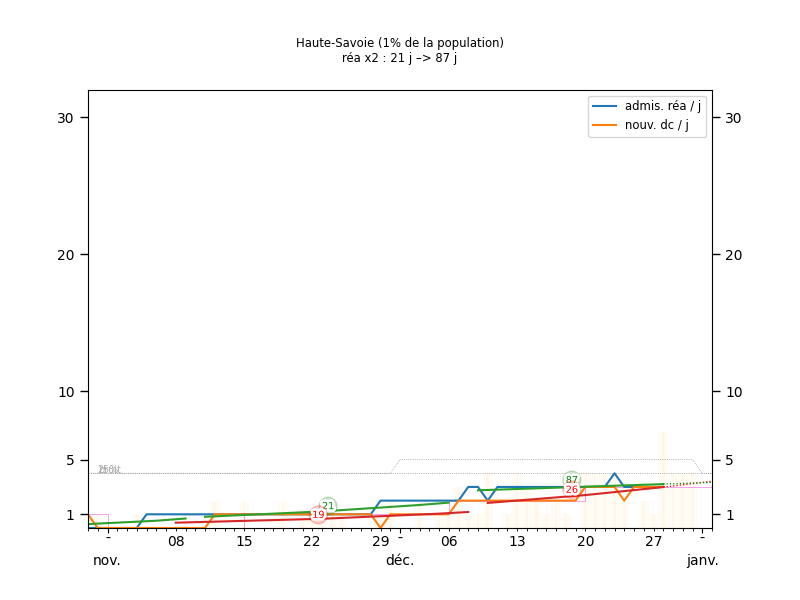 Haute-Savoie (1% de la population)
réa x2 : 21 j –> 87 j
admis. réa / j
nouv. dc / j
30
30
20
20
10
10
5
5
87
26
21
19
1
1
- 08 15 22 29 - 06 13 20 27 -
nov. déc. janv.